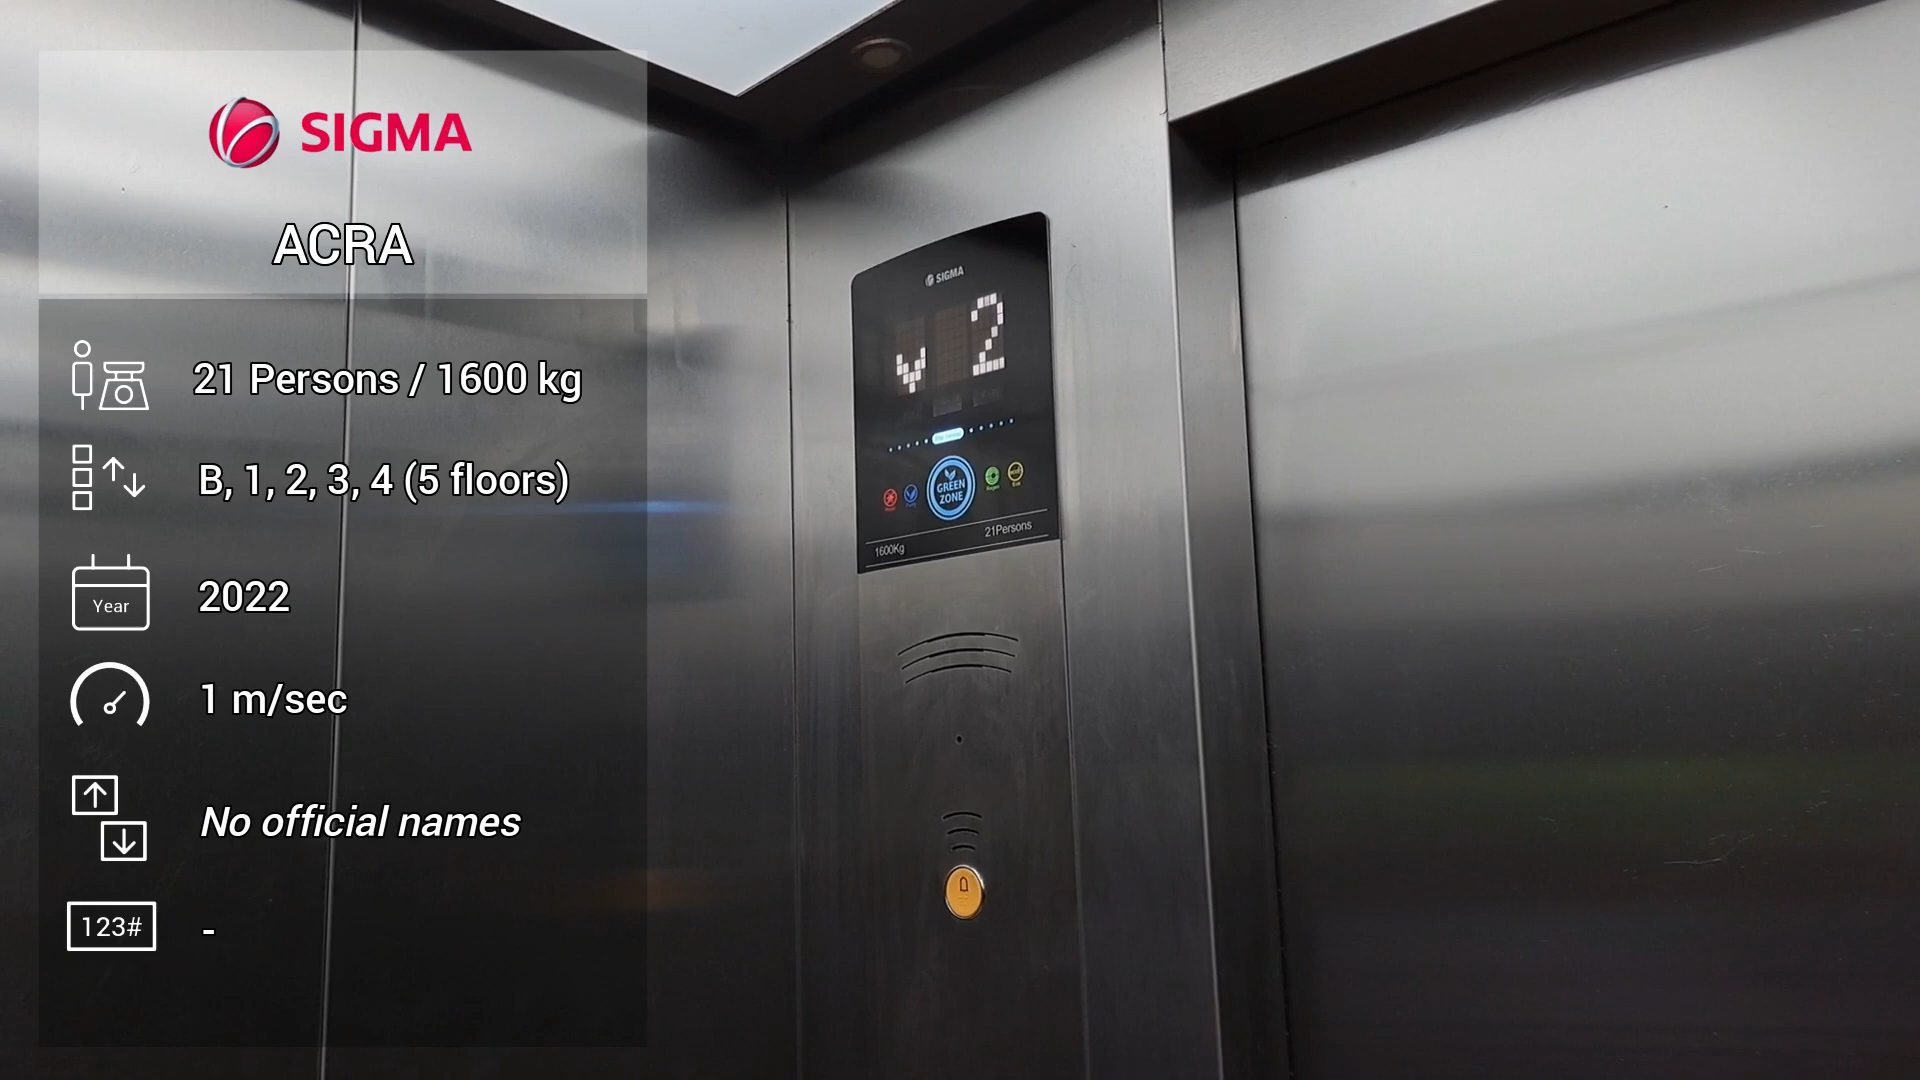 SIGMA
ACRA
21 Persons / 1600 kg
B, 1, 2, 3, 4 (5 floors)
Year
2022
1 m/sec
No official names
123#
-
SIGMA
2
GREEN
ZONE
1600Kg
21Persons